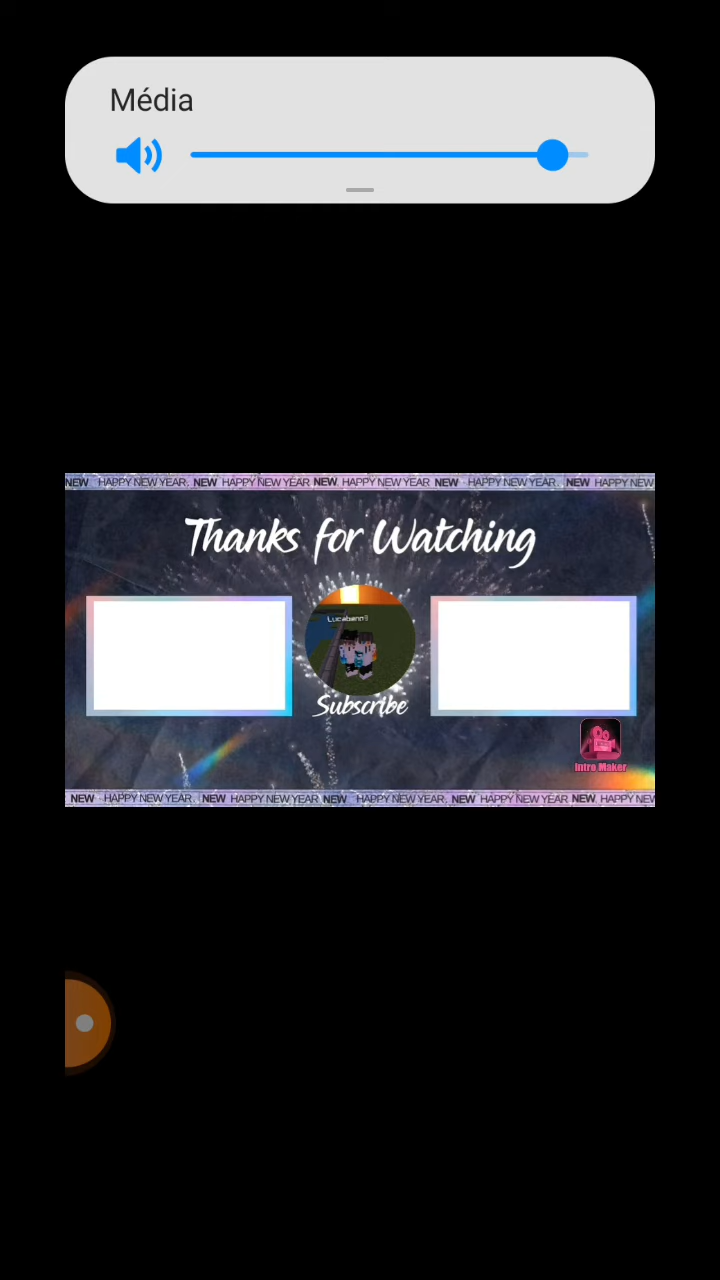 Média
NEW HAPPY NEW YEAR. NEW HAPPY NEW YEAR NEW HAPPY NEW YEAR NEW HAPPY NEW YEAR. NEW HAPPY NEW
Thanks for Watching
Subscribe
Intro Maker
NEW HAPPY NEW YEAR. NEW HAPPY NEW YEAR NEW HAPPY NEW YEAR NEW HAPPY NEW YEAR NEW HAPPY NEW YEA